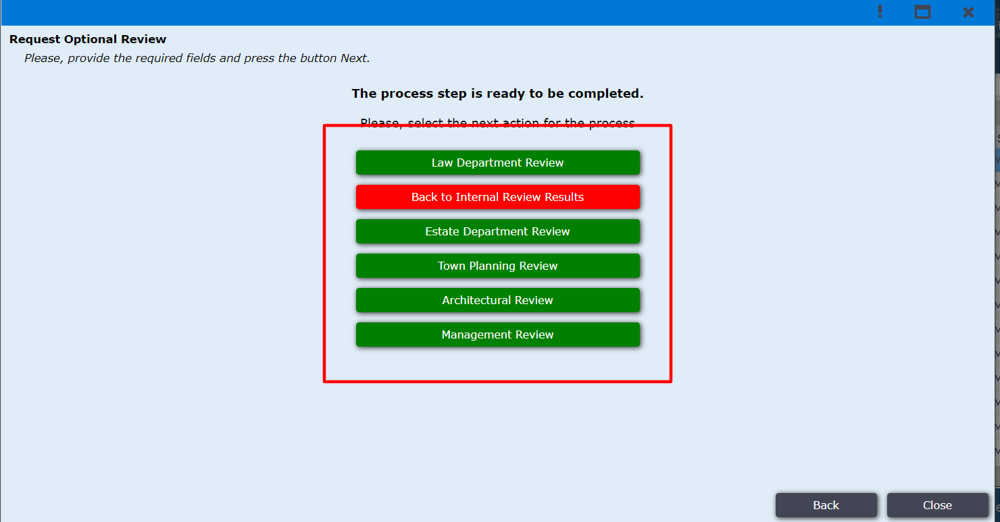 Request Optional Review
Please, provide the required fields and press the button Next.
The process step is ready to be completed.
Please, select the next action for the process
Law Department Review
Back to Internal Review Results
Estate Department Review
Town Planning Review
Architectural Review
Management Review
Back
Close